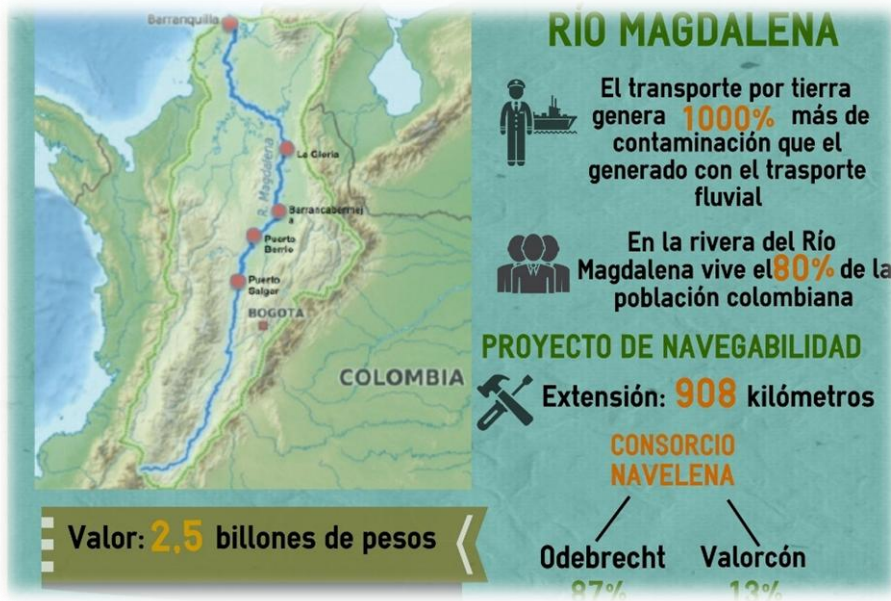 Barranquilla
R. Magdalena
La Gloria
Barrancabermej
a
Puerto
Berrio
Puerto
Salgar
BOGOTA
COLOMBIA
Valor: 2,5 billones de pesos
RÍO MAGDALENA
El transporte por tierra
genera 1000% más de
contaminación que el
generado con el trasporte
fluvial
En la rivera del Río
Magdalena vive el 80% de la
población colombiana
PROYECTO DE NAVEGABILIDAD
Extensión: 908 kilómetros
CONSORCIO
NAVELENA
Odebrecht Valorcón
87% 13%